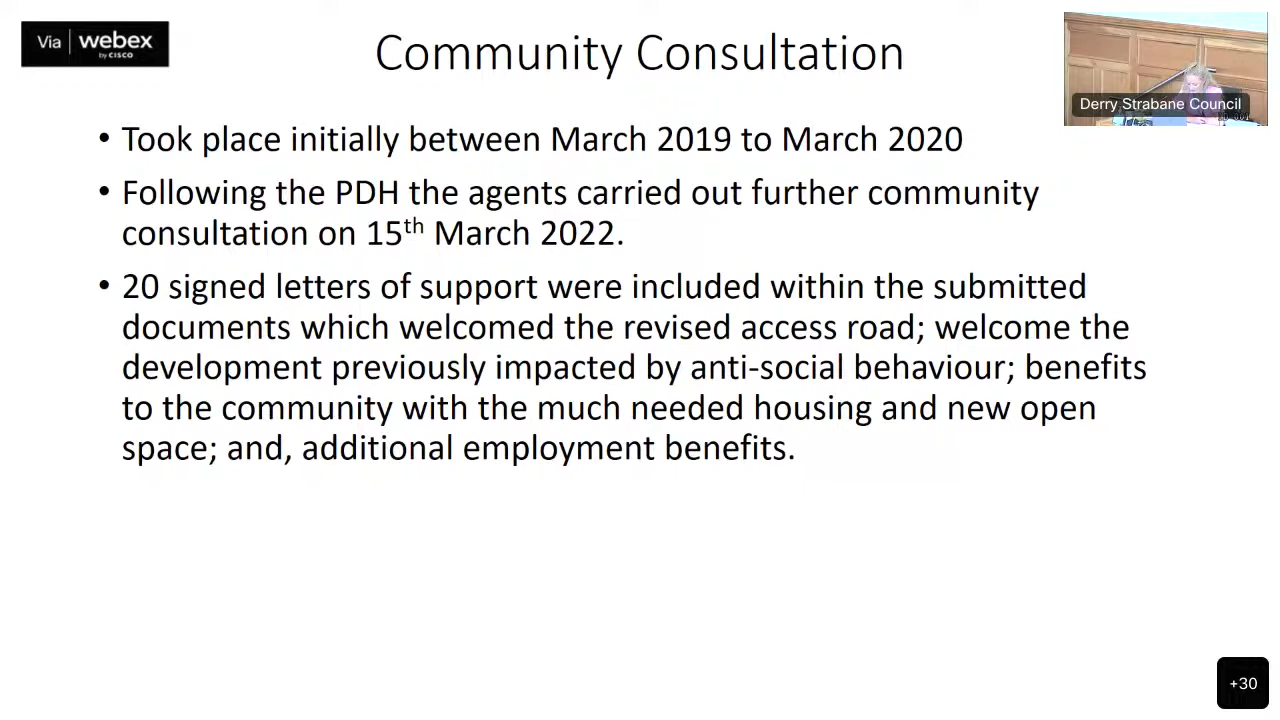 Via webex
by CISCO
Community Consultation
Derry Strabane Council
• Took place initially between March 2019 to March 2020
• Following the PDH the agents carried out further community
consultation on 15th March 2022.
• 20 signed letters of support were included within the submitted
documents which welcomed the revised access road; welcome the
development previously impacted by anti-social behaviour; benefits
to the community with the much needed housing and new open
space; and, additional employment benefits.
+30